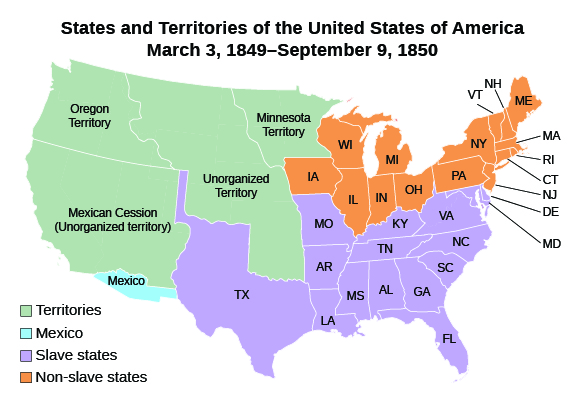 States and Territories of the United States of America
March 3, 1849–September 9, 1850
Oregon
Territory
Minnesota
Territory
Unorganized
Territory
Mexican Cession
(Unorganized territory)
Mexico
WI
MI
IA
IL
IN
OH
PA
NY
VT
NH
ME
MA
RI
CT
NJ
DE
MD
MO
KY
VA
TN
NC
AR
SC
MS
AL
GA
TX
LA
FL
Territories
Mexico
Slave states
Non-slave states